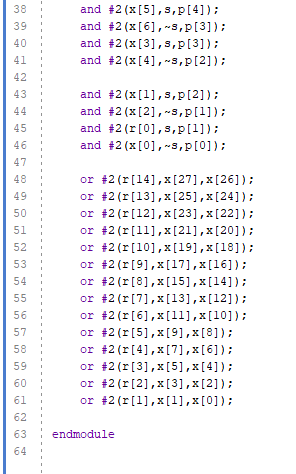 38 and #2(x[5],s,p[4]);
39 and #2(x[6],~s,p[3]);
40 and #2(x[3],s,p[3]);
41 and #2(x[4],~s,p[2]);
42
43 and #2(x[1],s,p[2]);
44 and #2(x[2],~s,p[1]);
45 and #2(r[0],s,p[1]);
46 and #2(x[0],~s,p[0]);
47
48 or #2(r[14],x[27],x[26]);
49 or #2(r[13],x[25],x[24]);
50 or #2(r[12],x[23],x[22]);
51 or #2(r[11],x[21],x[20]);
52 or #2(r[10],x[19],x[18]);
53 or #2(r[9],x[17],x[16]);
54 or #2(r[8],x[15],x[14]);
55 or #2(r[7],x[13],x[12]);
56 or #2(r[6],x[11],x[10]);
57 or #2(r[5],x[9],x[8]);
58 or #2(r[4],x[7],x[6]);
59 or #2(r[3],x[5],x[4]);
60 or #2(r[2],x[3],x[2]);
61 or #2(r[1],x[1],x[0]);
62
63 endmodule
64